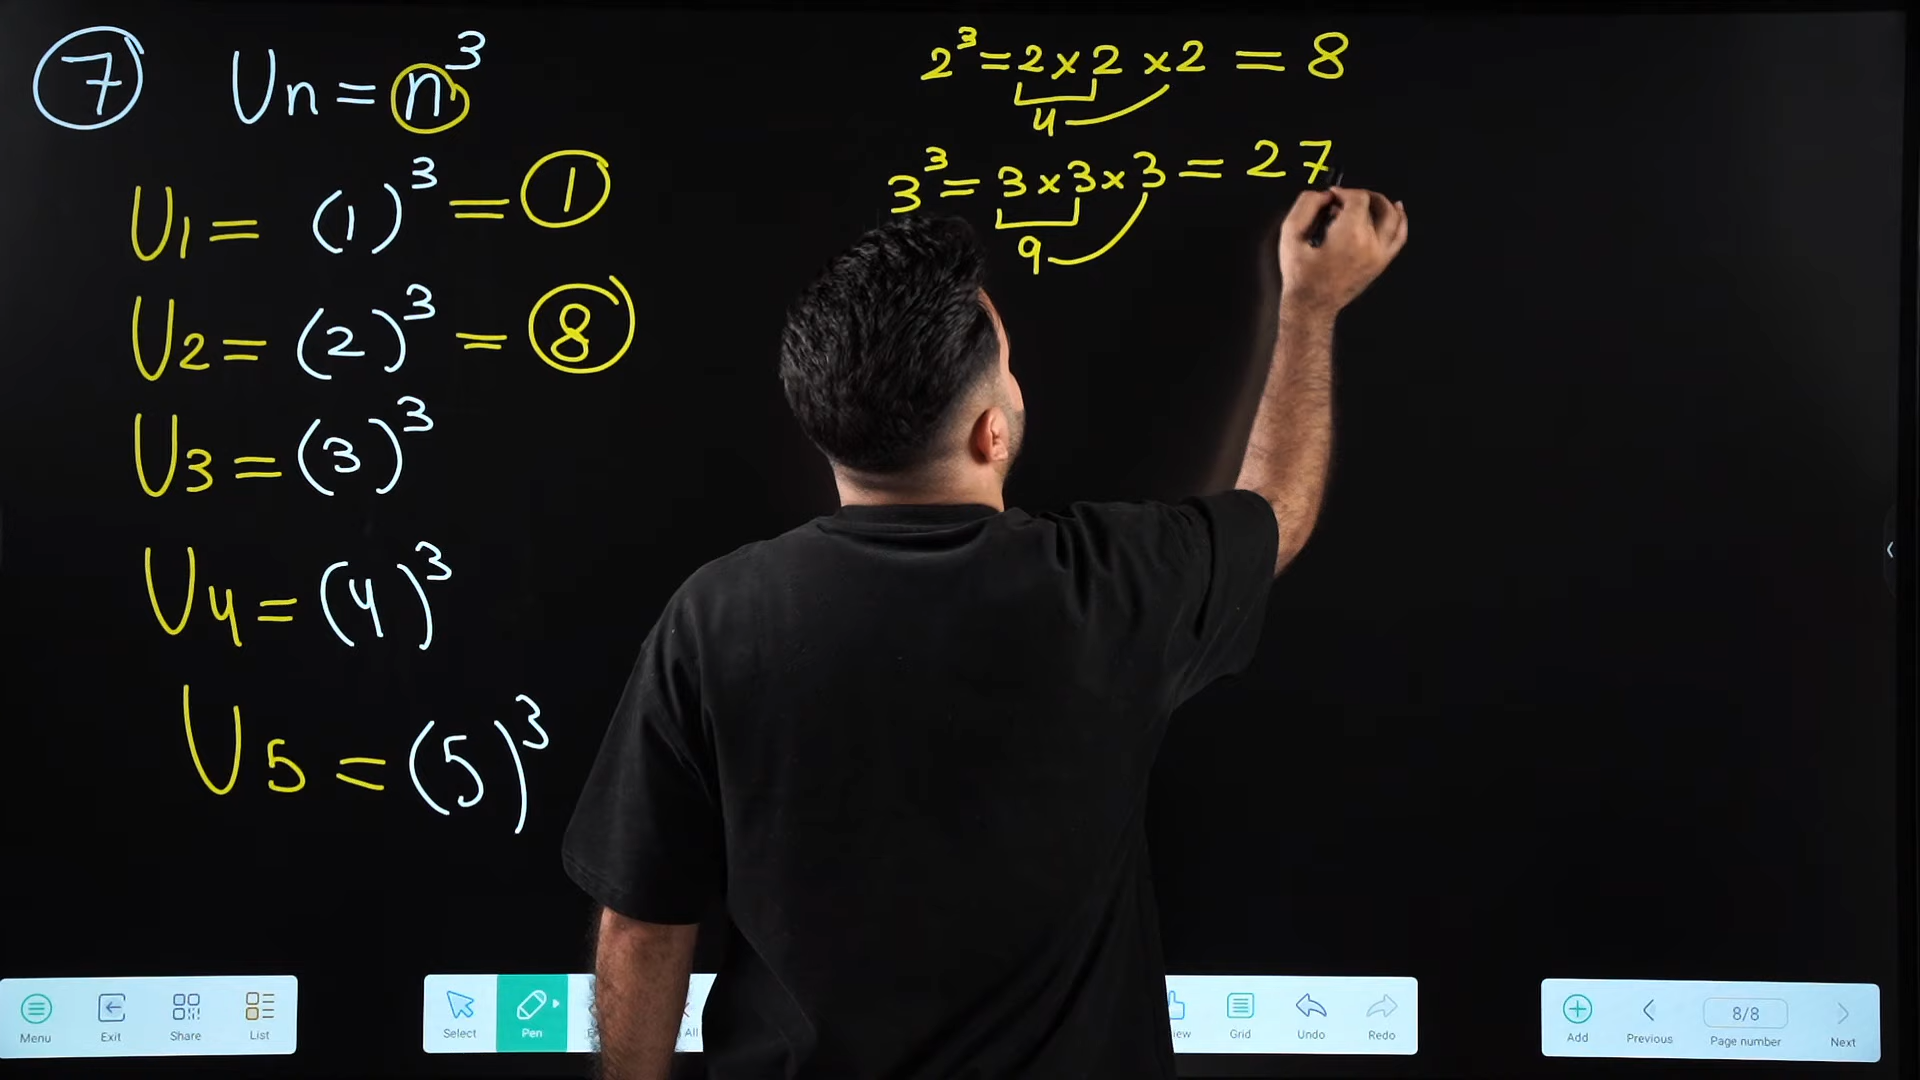 7 Un = n³
U1 = (1)³ = 1
U2 = (2)³ = 8
U3 = (3)³
U4 = (4)³
U5 = (5)³
2³ = 2 × 2 × 2 = 8
4
3³ = 3 × 3 × 3 = 27
9
Menu Exit Share List Select Pen All Grid Undo Redo Add Previous 8/8 Page number Next